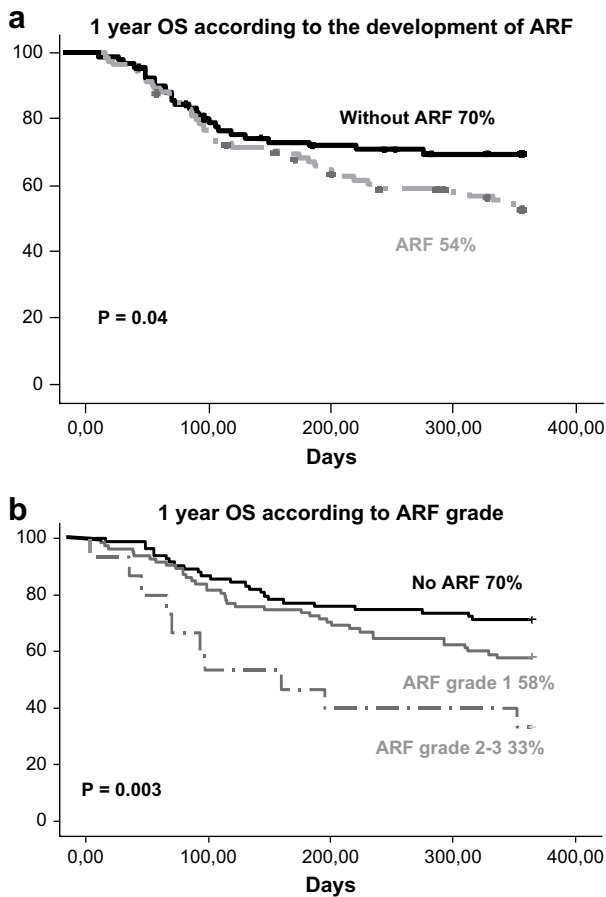 a
1 year OS according to the development of ARF
100
80
60
40
20
0
Without ARF 70%
ARF 54%
P = 0.04
0,00 100,00 200,00 300,00 400,00
Days
b
1 year OS according to ARF grade
100
80
60
40
20
0
No ARF 70%
ARF grade 1 58%
ARF grade 2-3 33%
P = 0.003
0,00 100,00 200,00 300,00 400,00
Days